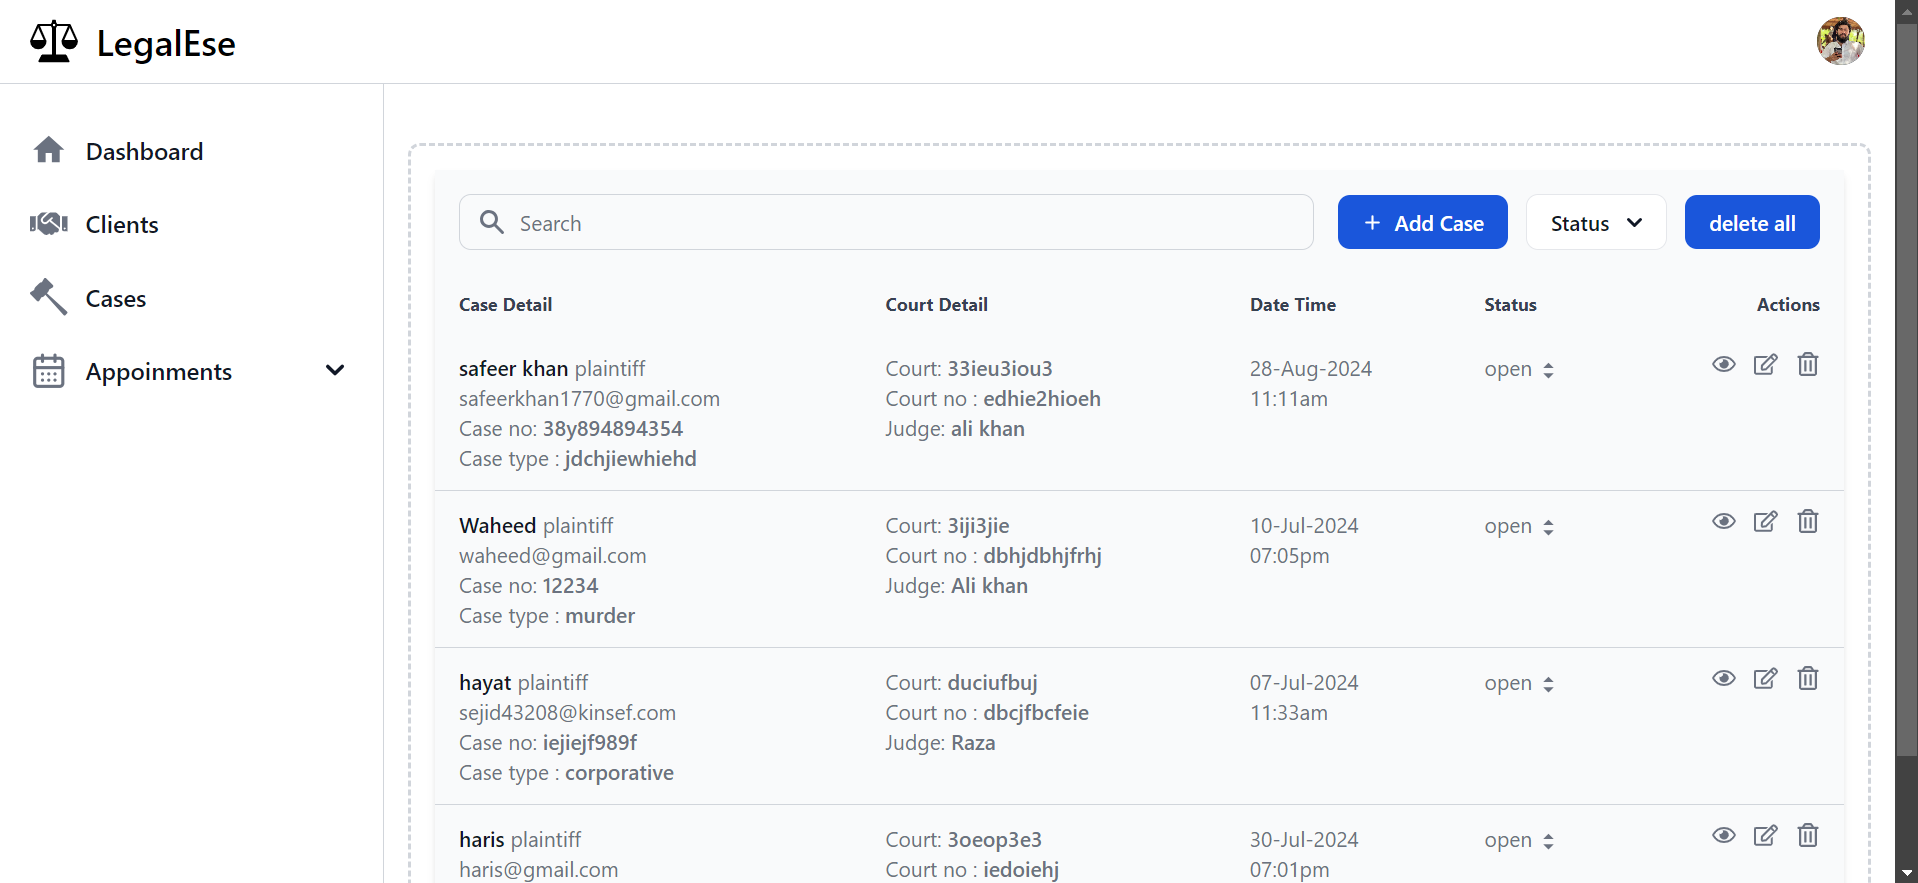 LegalEse
Dashboard
Clients
Cases
Appoinments
Search
+ Add Case
Status
delete all
Case Detail
Court Detail
Date Time
Status
Actions
safeer khan plaintiff
safeerkhan1770@gmail.com
Case no: 38y894894354
Case type : jdchjiewhiehd
Court: 33ieu3iou3
Court no : edhie2hioeh
Judge: ali khan
28-Aug-2024
11:11am
open
Waheed plaintiff
waheed@gmail.com
Case no: 12234
Case type : murder
Court: 3iji3jie
Court no : dbhjdbhjfrhj
Judge: Ali khan
10-Jul-2024
07:05pm
open
hayat plaintiff
sejid43208@kinsef.com
Case no: iejiejf989f
Case type : corporative
Court: duciufbuj
Court no : dbcjfbcfeie
Judge: Raza
07-Jul-2024
11:33am
open
haris plaintiff
haris@gmail.com
Court: 3oeop3e3
Court no : iedoiehj
30-Jul-2024
07:01pm
open